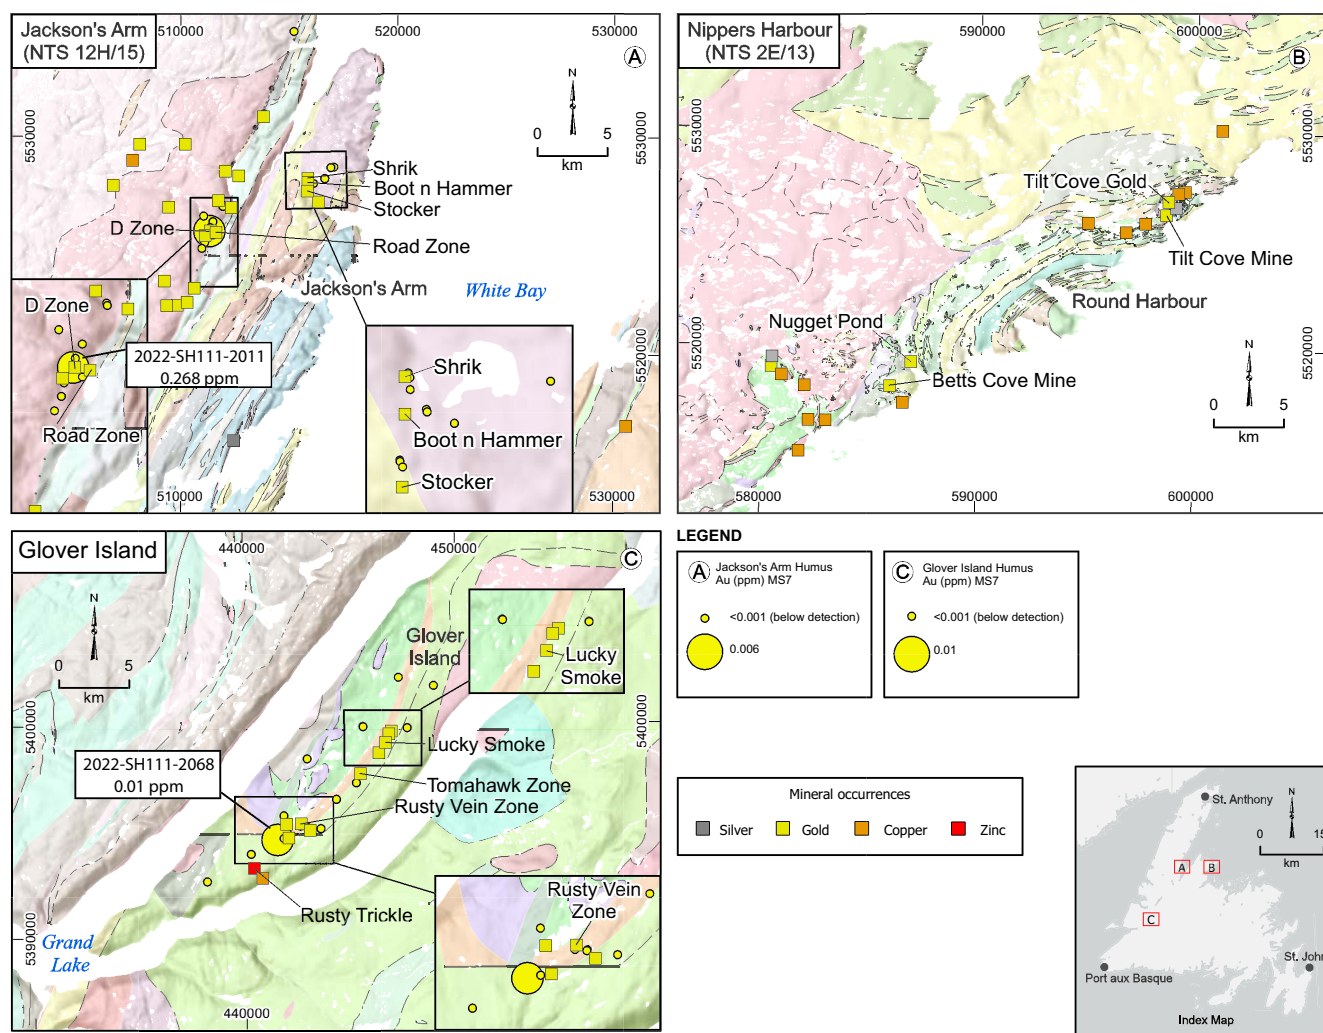 Jackson's Arm
(NTS 12H/15)
510000
520000
530000
A
N
0 5
km
5530000
5530000
Shrik
Boot n Hammer
Stocker
D Zone
Road Zone
Jackson's Arm
White Bay
D Zone
2022-SH111-2011
0.268 ppm
Road Zone
Shrik
Boot n Hammer
Stocker
5520000
510000
530000
Nippers Harbour
(NTS 2E/13)
590000
600000
B
5530000
5530000
Tilt Cove Gold
Tilt Cove Mine
Round Harbour
Nugget Pond
Betts Cove Mine
5520000
5520000
N
0 5
km
580000
590000
600000
Glover Island
440000
450000
C
N
0 5
km
Glover
Island
Lucky
Smoke
5400000
5400000
Lucky Smoke
2022-SH111-2068
0.01 ppm
Tomahawk Zone
Rusty Vein Zone
Rusty Trickle
Rusty Vein
Zone
5390000
Grand
Lake
440000
LEGEND
A Jackson's Arm Humus
Au (ppm) MS7
<0.001 (below detection)
0.006
C Glover Island Humus
Au (ppm) MS7
<0.001 (below detection)
0.01
Mineral occurrences
Silver Gold Copper Zinc
St. Anthony
N
0 15
km
A
B
C
Port aux Basque
St. John
Index Map